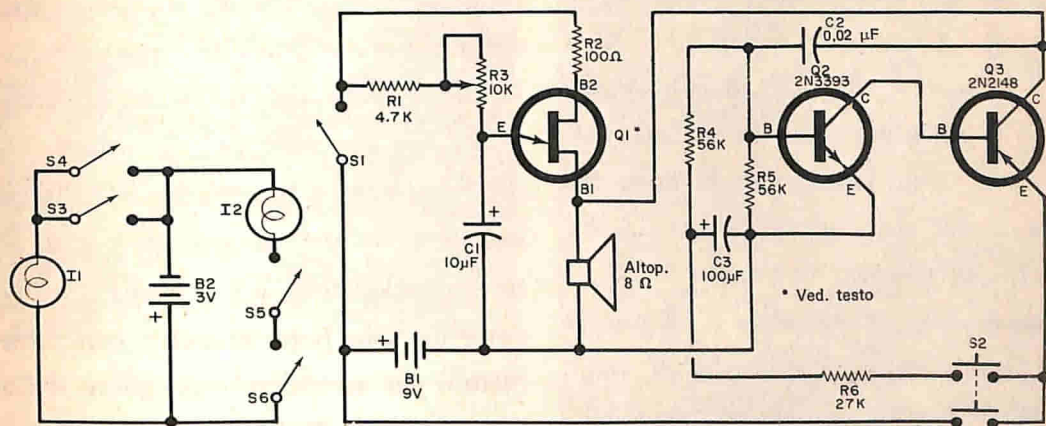 S4
S3
I1
B2
3V
+
I2
S5
S6
S1
R1
4.7K
R3
10K
R2
100Ω
B2
E
Q1*
B1
+
C1
10µF
Altop.
8 Ω
+
B1
9V
C2
0,02 µF
Q2
2N3393
C
B
E
Q3
2N2148
C
B
E
R4
56K
R5
56K
+
C3
100µF
* Ved. testo
R6
27K
S2